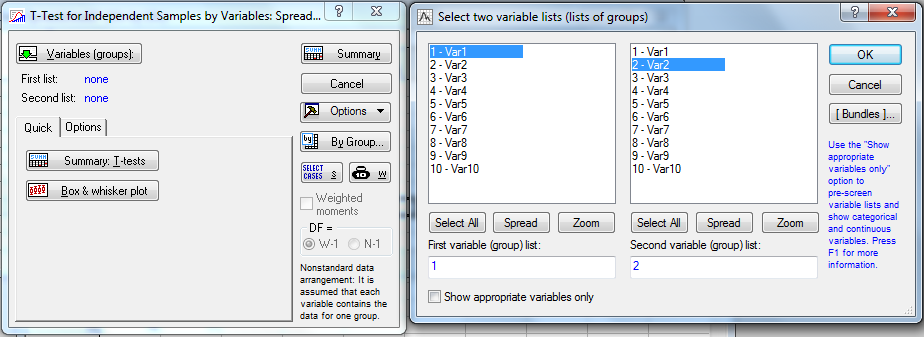 T-Test for Independent Samples by Variables: Spread...
Variables (groups):
First list: none
Second list: none
Quick
Options
Summary: T-tests
Box & whisker plot
Summary
Cancel
Options
By Group...
SELECT CASES S
W
Weighted moments
DF =
W-1 N-1
Nonstandard data
arrangement: It is
assumed that each
variable contains the
data for one group.
Select two variable lists (lists of groups)
1 - Var1
2 - Var2
3 - Var3
4 - Var4
5 - Var5
6 - Var6
7 - Var7
8 - Var8
9 - Var9
10 - Var10
Select All Spread Zoom
First variable (group) list:
1
Show appropriate variables only
1 - Var1
2 - Var2
3 - Var3
4 - Var4
5 - Var5
6 - Var6
7 - Var7
8 - Var8
9 - Var9
10 - Var10
Select All Spread Zoom
Second variable (group) list:
2
OK
Cancel
[ Bundles ]...
Use the "Show
appropriate
variables only"
option to
pre-screen
variable lists and
show categorical
and continuous
variables. Press
F1 for more
information.